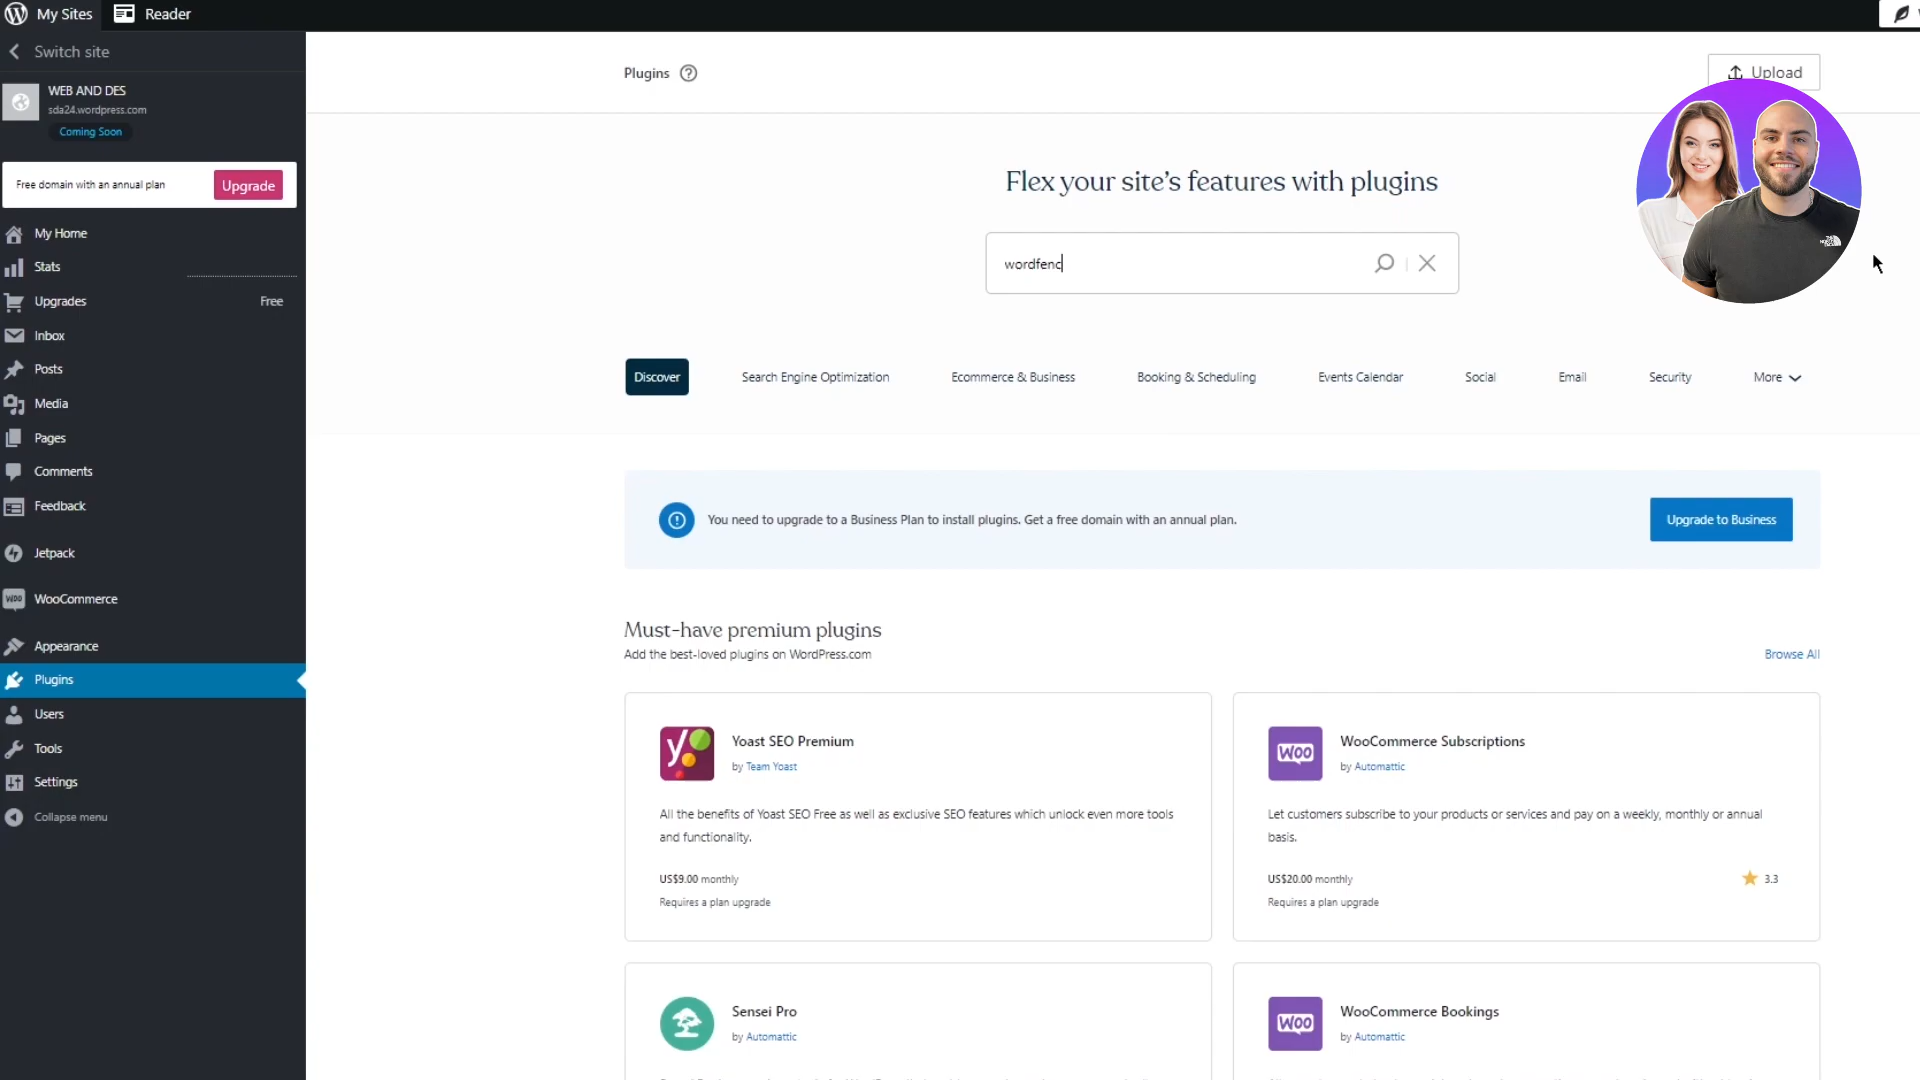 My Sites
Reader
Switch site
WEB AND DES
sda24.wordpress.com
Coming Soon
Free domain with an annual plan
Upgrade
My Home
Stats
Upgrades
Free
Inbox
Posts
Media
Pages
Comments
Feedback
Jetpack
WooCommerce
Appearance
Plugins
Users
Tools
Settings
Collapse menu
Plugins
Upload
Flex your site's features with plugins
wordfenc
Discover
Search Engine Optimization
Ecommerce & Business
Booking & Scheduling
Events Calendar
Social
Email
Security
More
You need to upgrade to a Business Plan to install plugins. Get a free domain with an annual plan.
Upgrade to Business
Must-have premium plugins
Add the best-loved plugins on WordPress.com
Browse All
Yoast SEO Premium
by Team Yoast
All the benefits of Yoast SEO Free as well as exclusive SEO features which unlock even more tools
and functionality.
US$9.00 monthly
Requires a plan upgrade
WOO
WooCommerce Subscriptions
by Automattic
Let customers subscribe to your products or services and pay on a weekly, monthly or annual
basis.
US$20.00 monthly
3.3
Requires a plan upgrade
Sensei Pro
by Automattic
WOO
WooCommerce Bookings
by Automattic